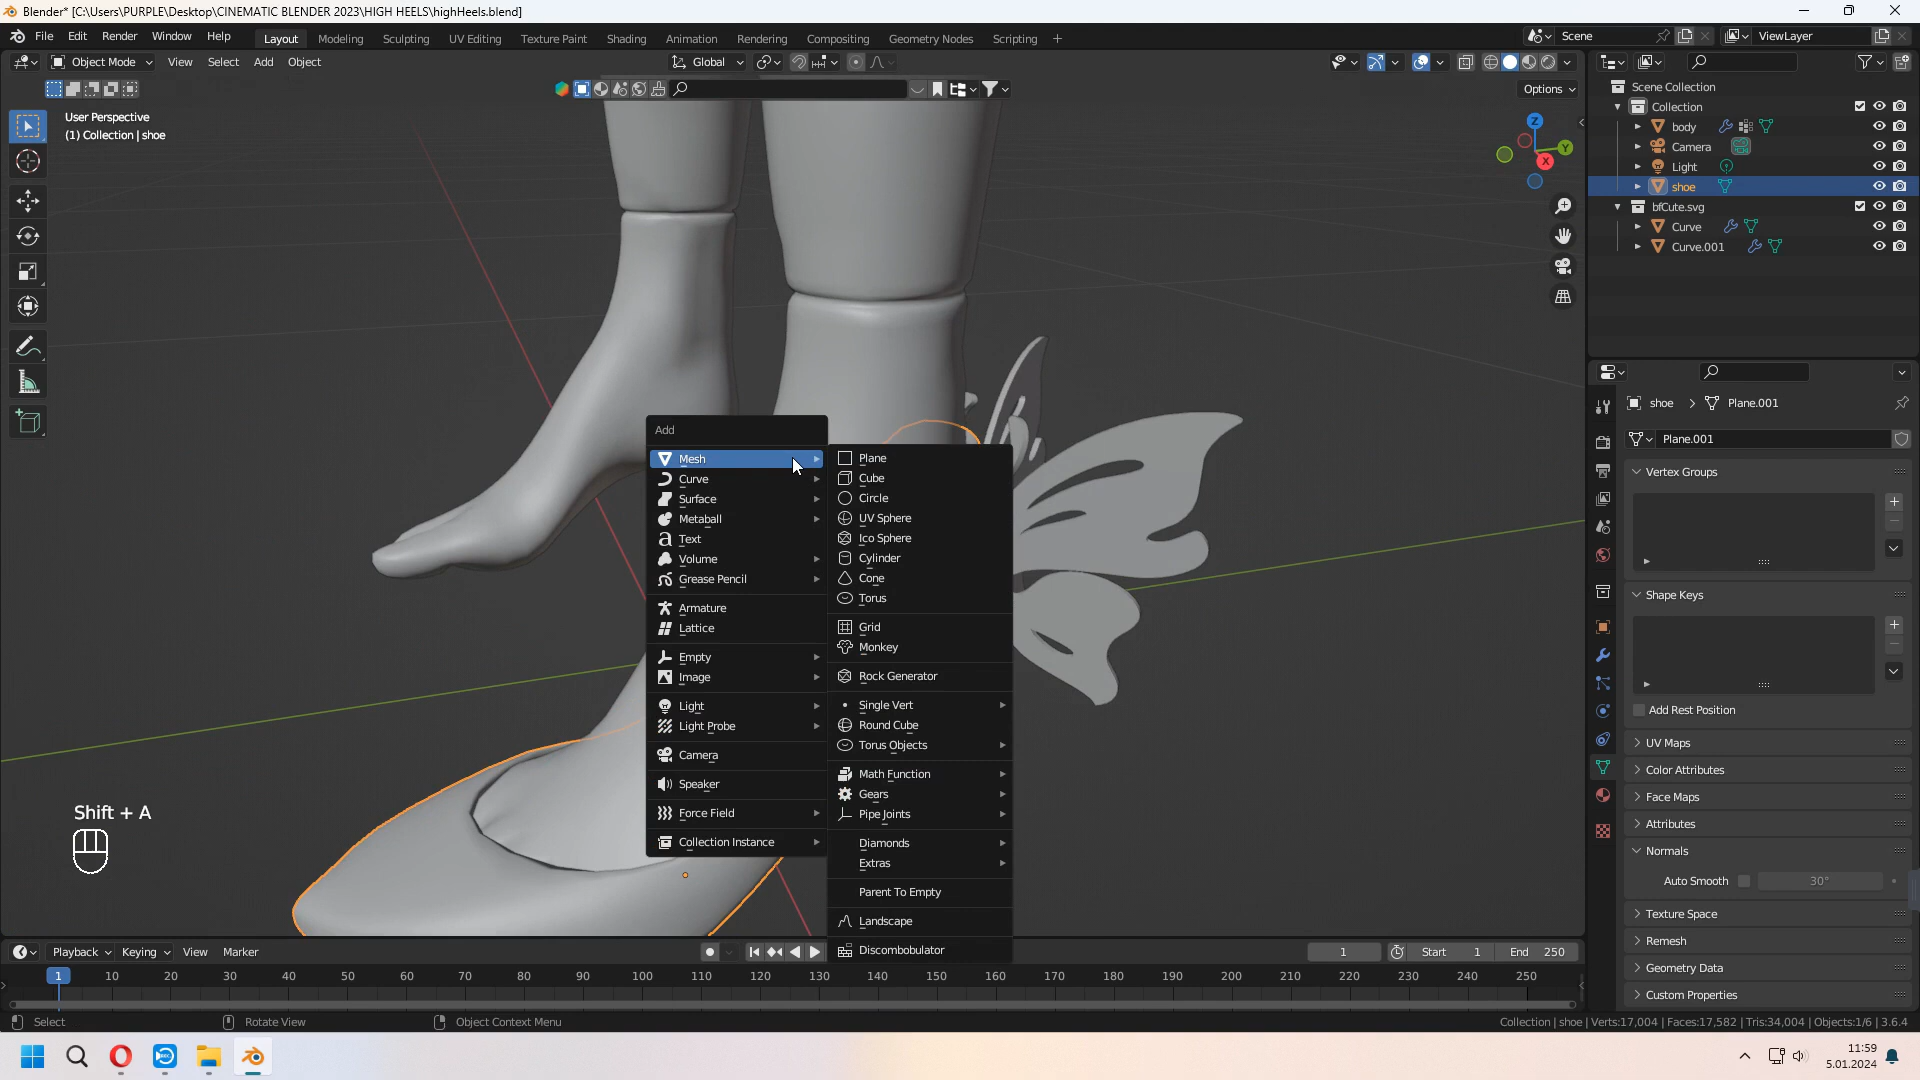 Blender* [C:\Users\PURPLE\Desktop\CINEMATIC BLENDER 2023\HIGH HEELS\highHeels.blend]
File Edit Render Window Help Layout Modeling Sculpting UV Editing Texture Paint Shading Animation Rendering Compositing Geometry Nodes Scripting + Scene ViewLayer
Object Mode View Select Add Object Global
Options
User Perspective
(1) Collection | shoe
Z
Y
X
Scene Collection
Collection
body
Camera
Light
shoe
bfCute.svg
Curve
Curve.001
shoe > Plane.001
Plane.001
Vertex Groups
Shape Keys
Add Rest Position
UV Maps
Color Attributes
Face Maps
Attributes
Normals
Auto Smooth 30°
Texture Space
Remesh
Geometry Data
Custom Properties
Add
Mesh
Curve
Surface
Metaball
Text
Volume
Grease Pencil
Armature
Lattice
Empty
Image
Light
Light Probe
Camera
Speaker
Force Field
Collection Instance
Plane
Cube
Circle
UV Sphere
Ico Sphere
Cylinder
Cone
Torus
Grid
Monkey
Rock Generator
Single Vert
Round Cube
Torus Objects
Math Function
Gears
Pipe Joints
Diamonds
Extras
Parent To Empty
Landscape
Discombobulator
Shift + A
Playback Keying View Marker 1 Start 1 End 250
1 10 20 30 40 50 60 70 80 90 100 110 120 130 140 150 160 170 180 190 200 210 220 230 240 250
Select Rotate View Object Context Menu Collection | shoe | Verts:17,004 | Faces:17,582 | Tris:34,004 | Objects:1/6 | 3.6.4
11:59
5.01.2024